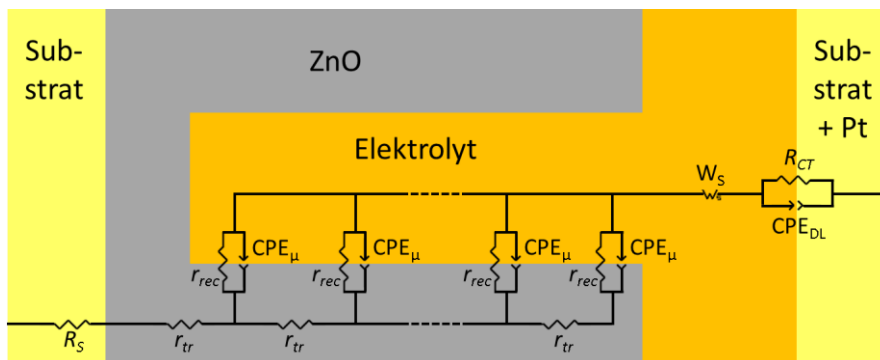 Sub-
strat
ZnO
Sub-
strat
+ Pt
Elektrolyt
W_S
R_CT
CPE_DL
CPE_µ
CPE_µ
CPE_µ
CPE_µ
r_rec
r_rec
r_rec
r_rec
R_S
r_tr
r_tr
r_tr